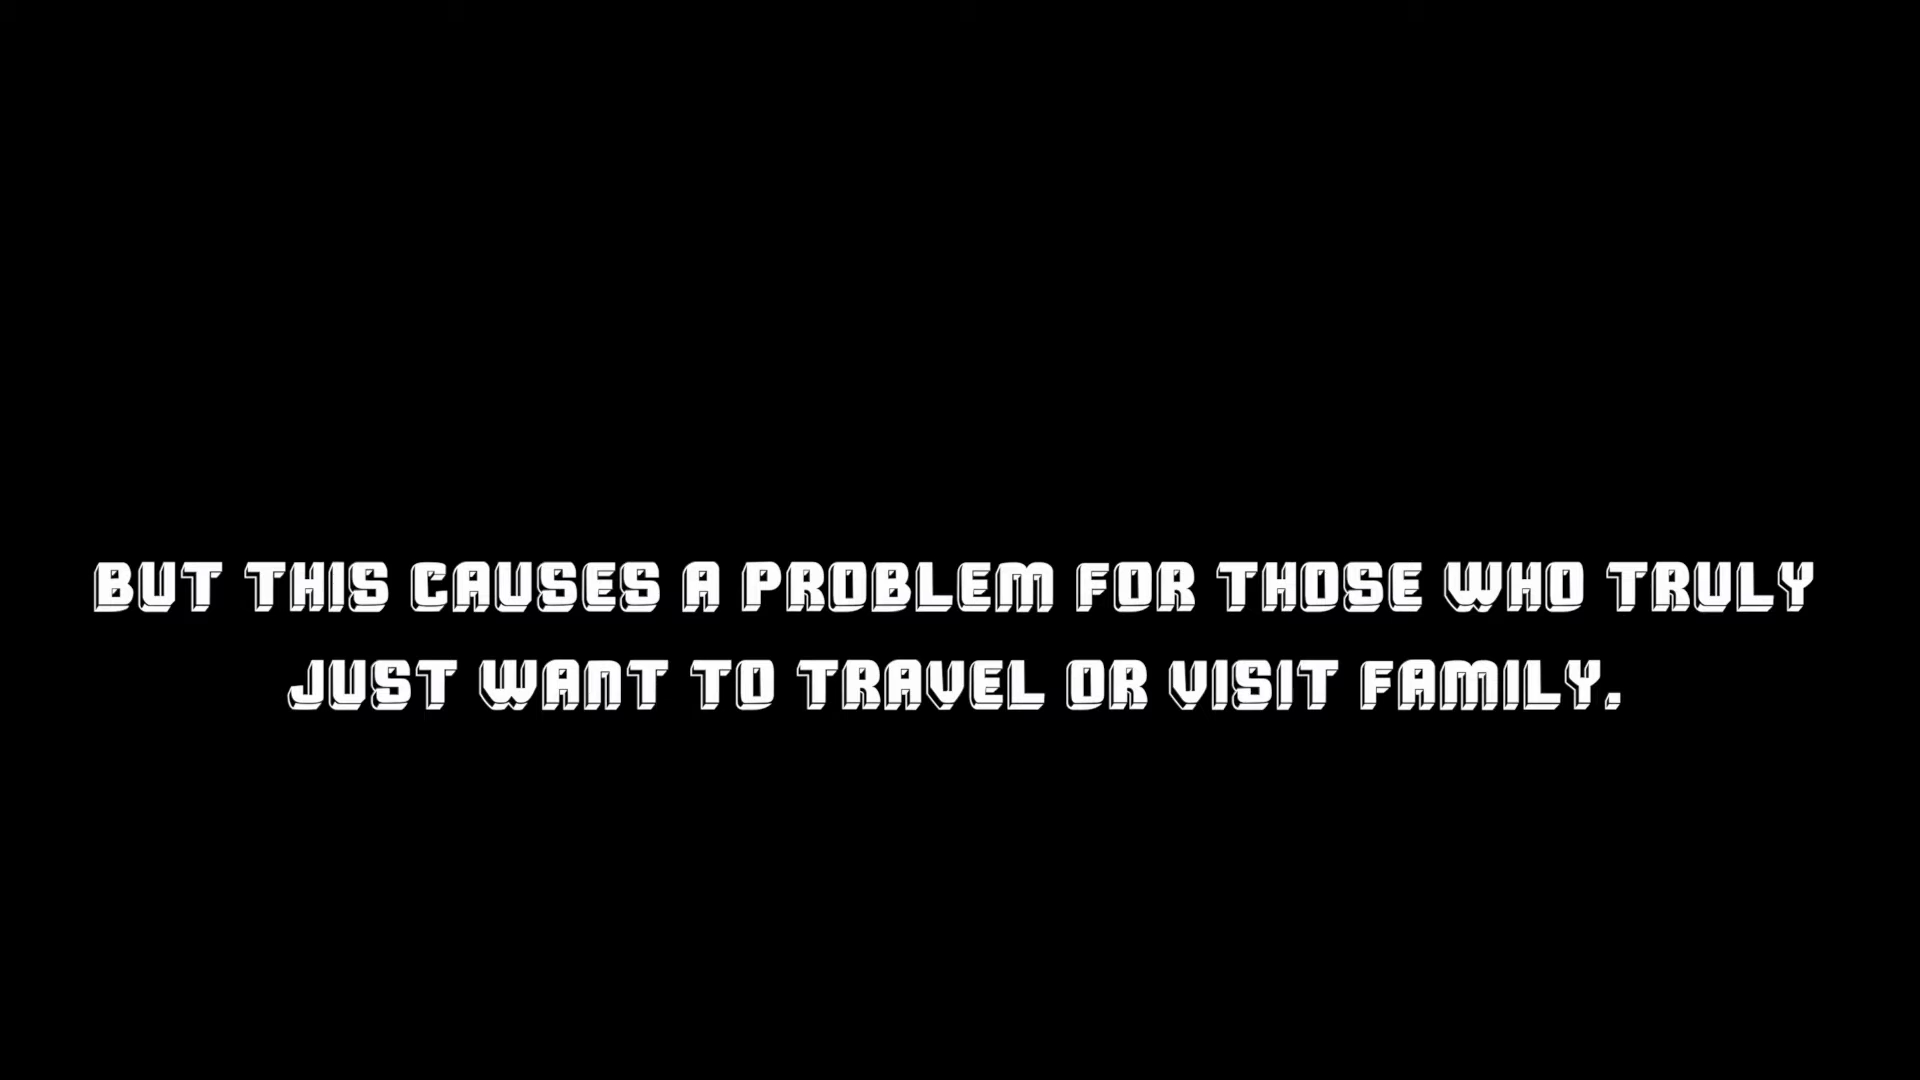 BUT THIS CAUSES A PROBLEM FOR THOSE WHO TRULY
JUST WANT TO TRAVEL OR VISIT FAMILY.